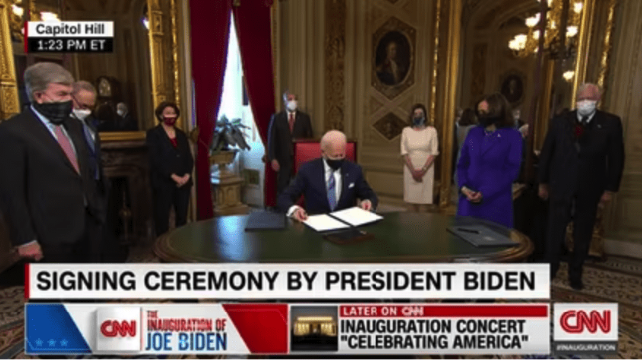 Capitol Hill
1:23 PM ET
SIGNING CEREMONY BY PRESIDENT BIDEN
CNN
THE
INAUGURATION OF
JOE BIDEN
LATER ON CNN
INAUGURATION CONCERT
"CELEBRATING AMERICA"
CNN
#INAUGURATION